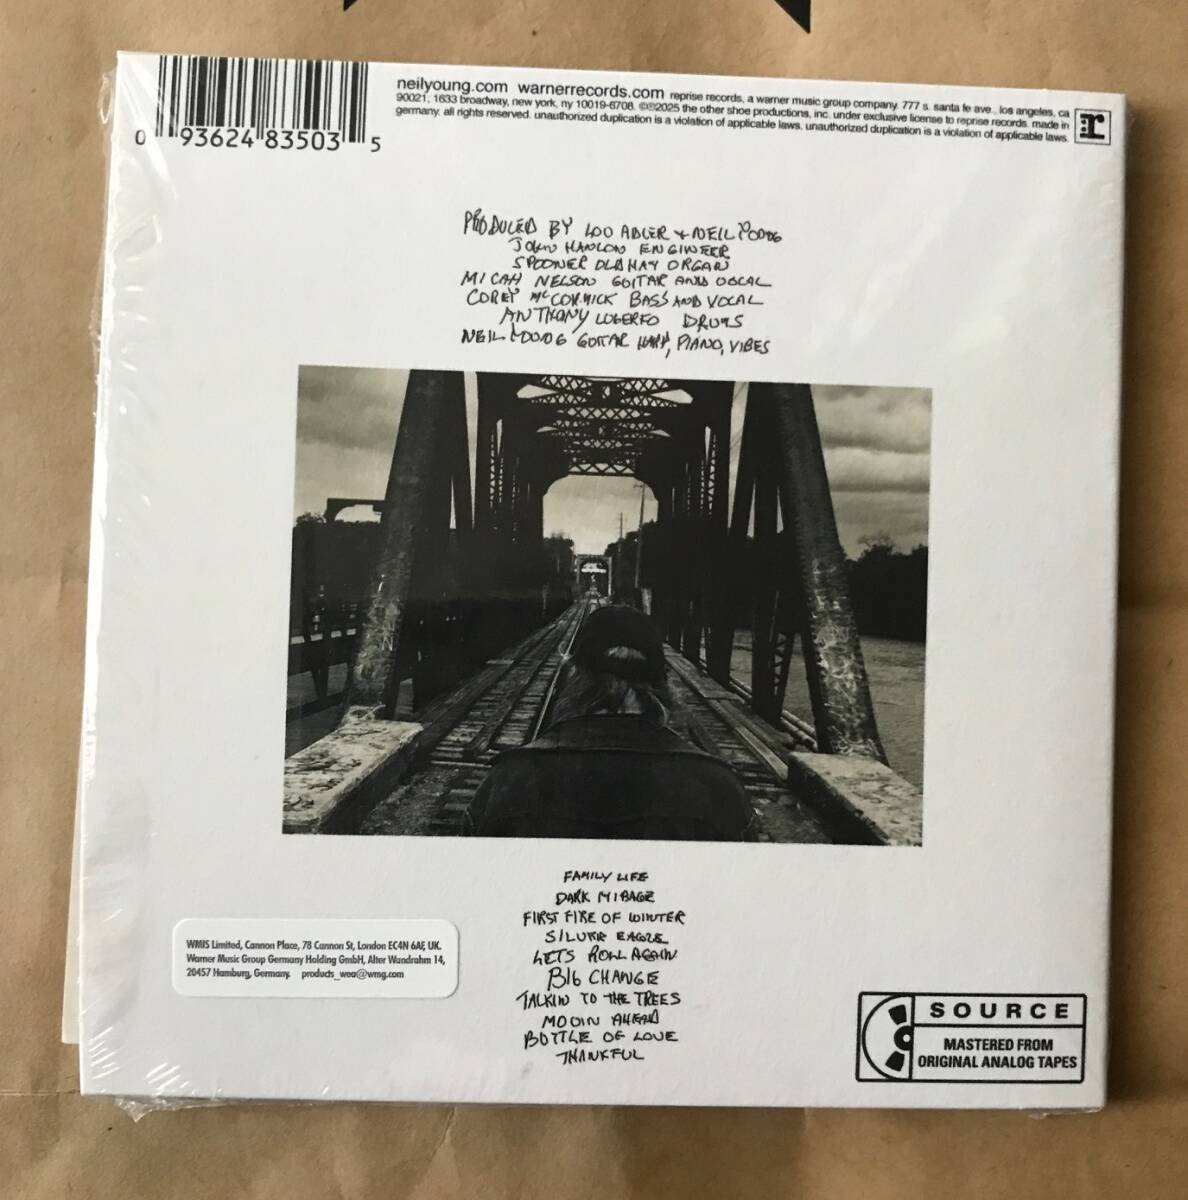 neilyoung.com warnerrecords.com reprise records, a warner music group company. 777 s. santa fe ave., los angeles, ca
90021; 1633 broadway, new york, ny 10019-6708. ©℗2025 the other shoe productions, inc. under exclusive license to reprise records. made in
germany. all rights reserved. unauthorized duplication is a violation of applicable laws. unauthorized duplication is a violation of applicable laws.
r
0 93624 83503 5
PRODUCED BY LOU ADLER + NEIL YOUNG
JOHN HANLON ENGINEER
SPOONER OLDHAM ORGAN
MICAH NELSON GUITAR AND VOCAL
COREY McCORMICK BASS AND VOCAL
ANTHONY LOGERFO DRUMS
NEIL YOUNG GUITAR HARP, PIANO, VIBES
FAMILY LIFE
DARK MIRAGE
FIRST FIRE OF WINTER
SILVER EAGLE
LETS ROLL AGAIN
BIG CHANGE
TALKIN TO THE TREES
MOVIN AHEAD
BOTTLE OF LOVE
THANKFUL
WMIS Limited, Cannon Place, 78 Cannon St, London EC4N 6AF, UK.
Warner Music Group Germany Holding GmbH, Alter Wandrahm 14,
20457 Hamburg, Germany. products_wea@wmg.com
SOURCE
MASTERED FROM
ORIGINAL ANALOG TAPES